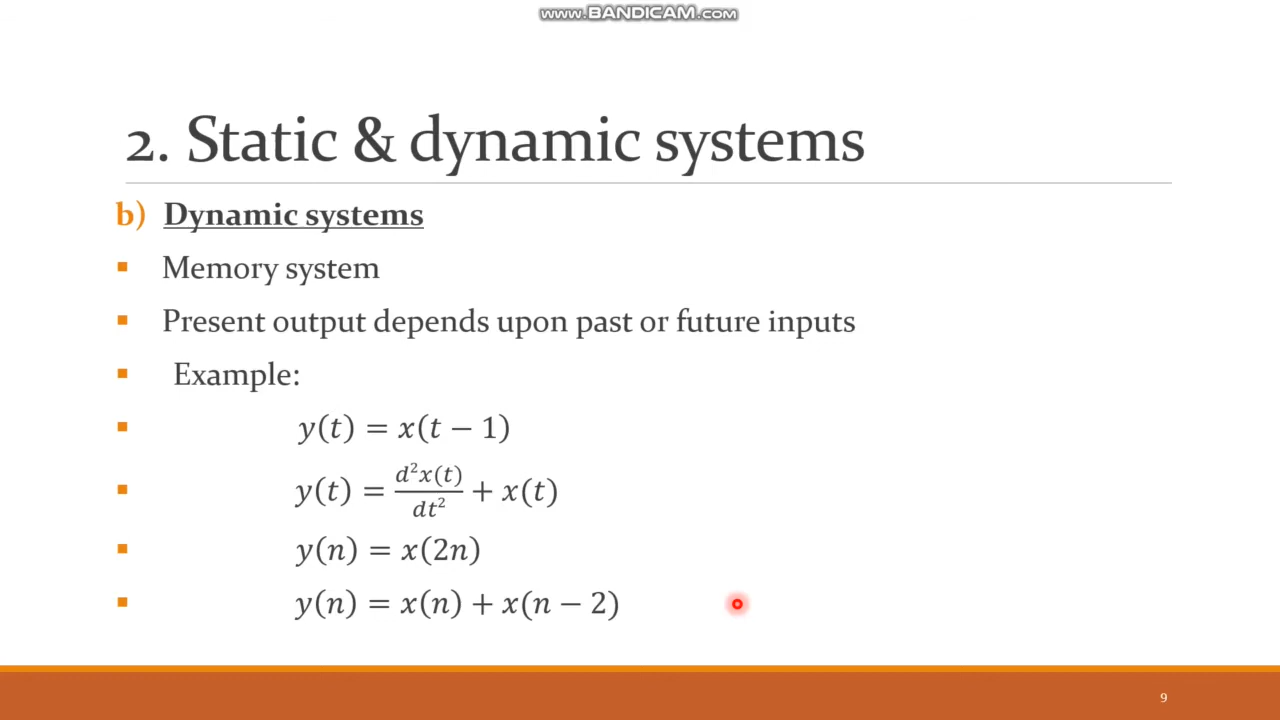 www.BANDICAM.com
2. Static & dynamic systems
b) Dynamic systems
▪ Memory system
▪ Present output depends upon past or future inputs
▪ Example:
▪ y(t) = x(t − 1)
▪ y(t) = d²x(t)/dt² + x(t)
▪ y(n) = x(2n)
▪ y(n) = x(n) + x(n − 2)
9